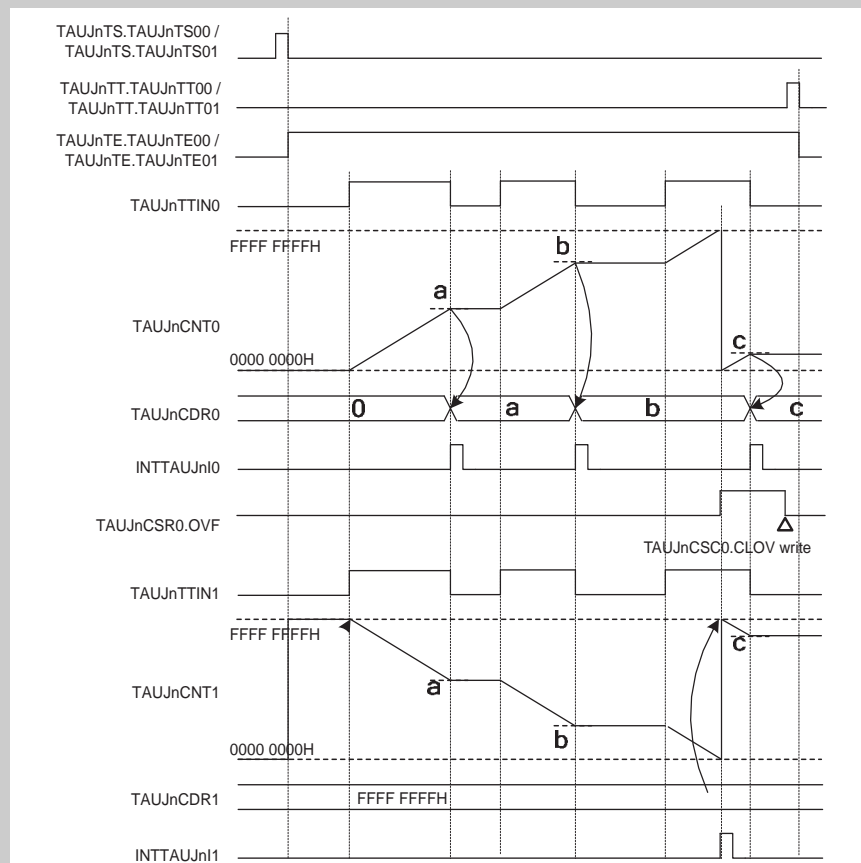 TAUJnTS.TAUJnTS00 /
TAUJnTS.TAUJnTS01
TAUJnTT.TAUJnTT00 /
TAUJnTT.TAUJnTT01
TAUJnTE.TAUJnTE00 /
TAUJnTE.TAUJnTE01
TAUJnTTIN0
FFFF FFFFH
b
a
TAUJnCNT0
c
0000 0000H
TAUJnCDR0
0 a b c
INTTAUJnI0
TAUJnCSR0.OVF
TAUJnCSC0.CLOV write
TAUJnTTIN1
FFFF FFFFH
c
a
TAUJnCNT1
b
0000 0000H
TAUJnCDR1
FFFF FFFFH
INTTAUJnI1